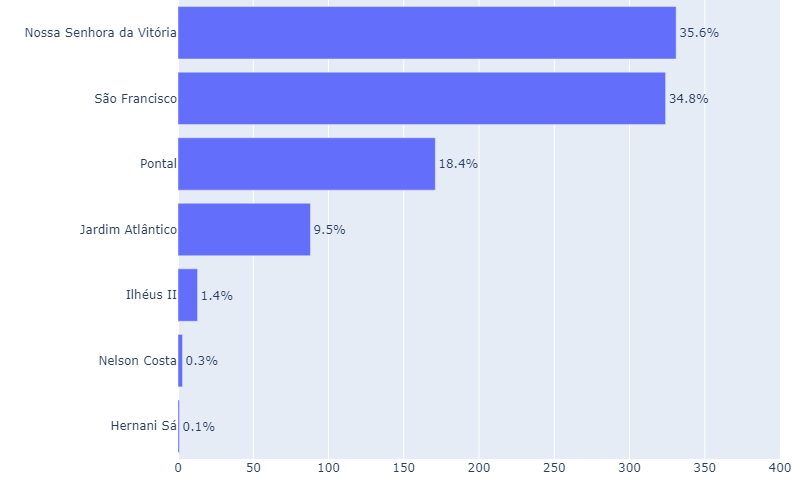 Nossa Senhora da Vitória 35.6%
São Francisco 34.8%
Pontal 18.4%
Jardim Atlântico 9.5%
Ilhéus II 1.4%
Nelson Costa 0.3%
Hernani Sá 0.1%
0 50 100 150 200 250 300 350 400